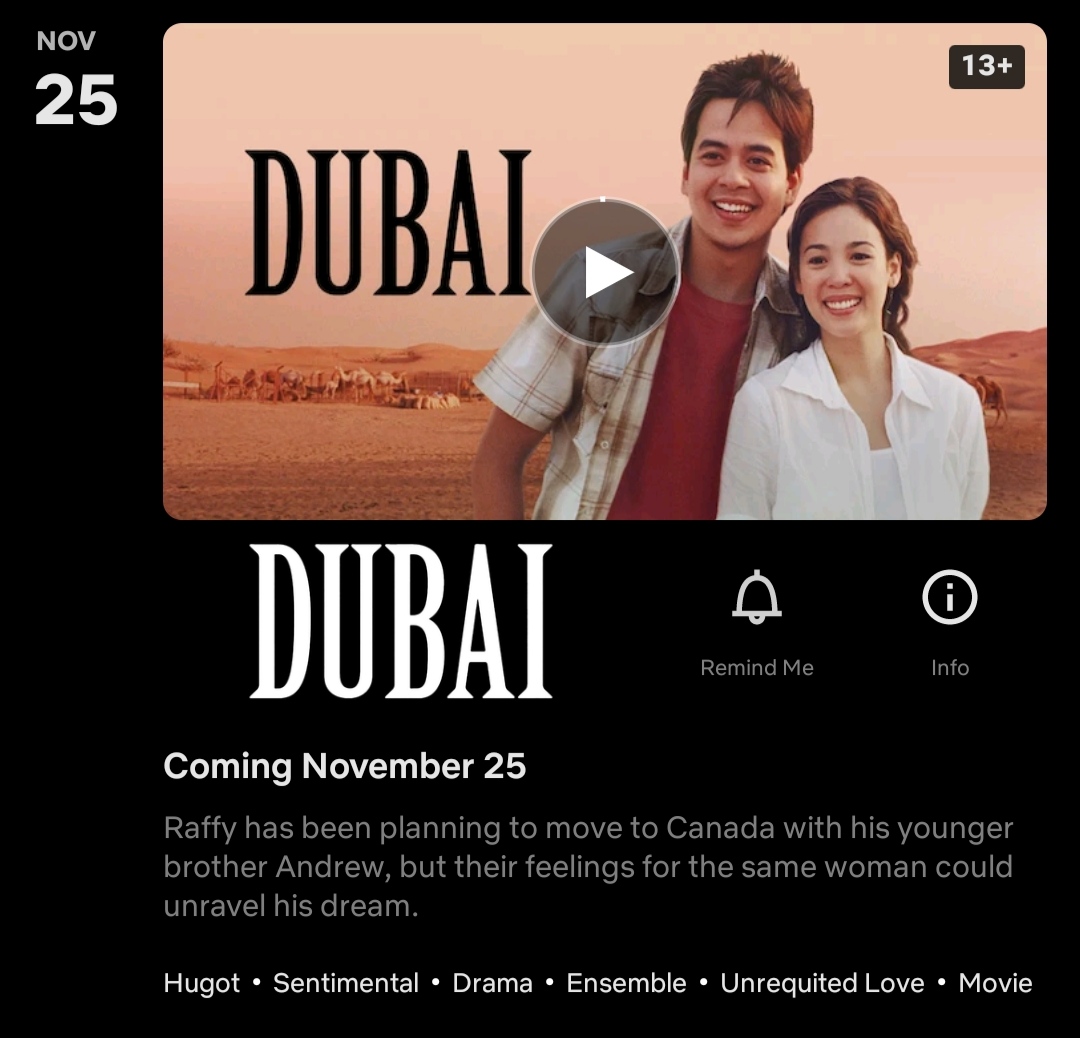 NOV
25
13+
DUBAI
DUBAI
Remind Me
Info
Coming November 25
Raffy has been planning to move to Canada with his younger
brother Andrew, but their feelings for the same woman could
unravel his dream.
Hugot • Sentimental • Drama • Ensemble • Unrequited Love • Movie